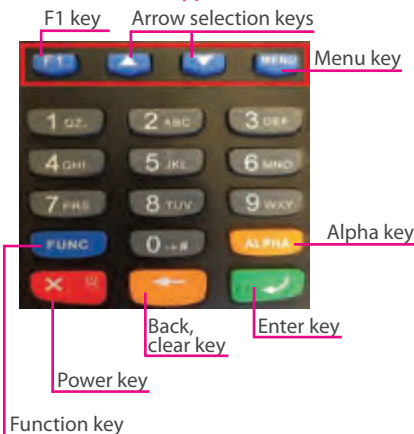 F1 key
Arrow selection keys
F1
MENU
Menu key
1 QZ.
2 ABC
3 DEF
4 GHI
5 JKL
6 MNO
7 PRS
8 TUV
9 WXY
Alpha key
FUNC
0
ALPHA
Back,
clear key
Enter key
Power key
Function key